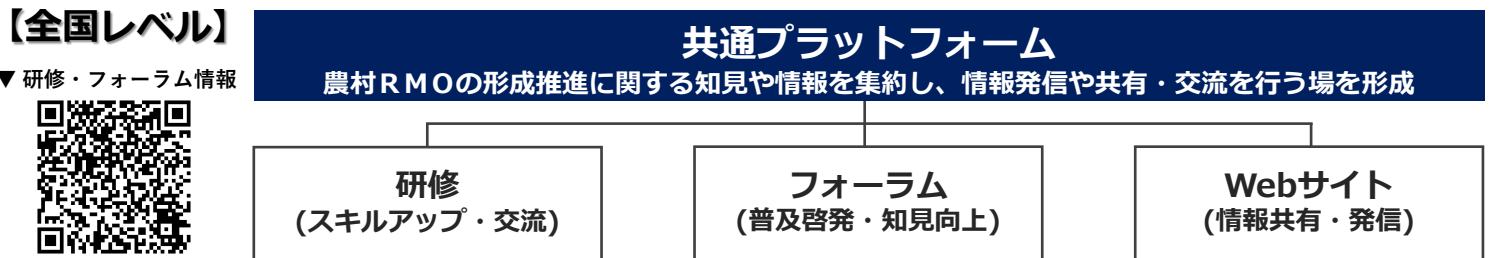 【全国レベル】
▼ 研修・フォーラム情報
共通プラットフォーム
農村ＲＭＯの形成推進に関する知見や情報を集約し、情報発信や共有・交流を行う場を形成
研修
(スキルアップ・交流)
フォーラム
(普及啓発・知見向上)
Webサイト
(情報共有・発信)